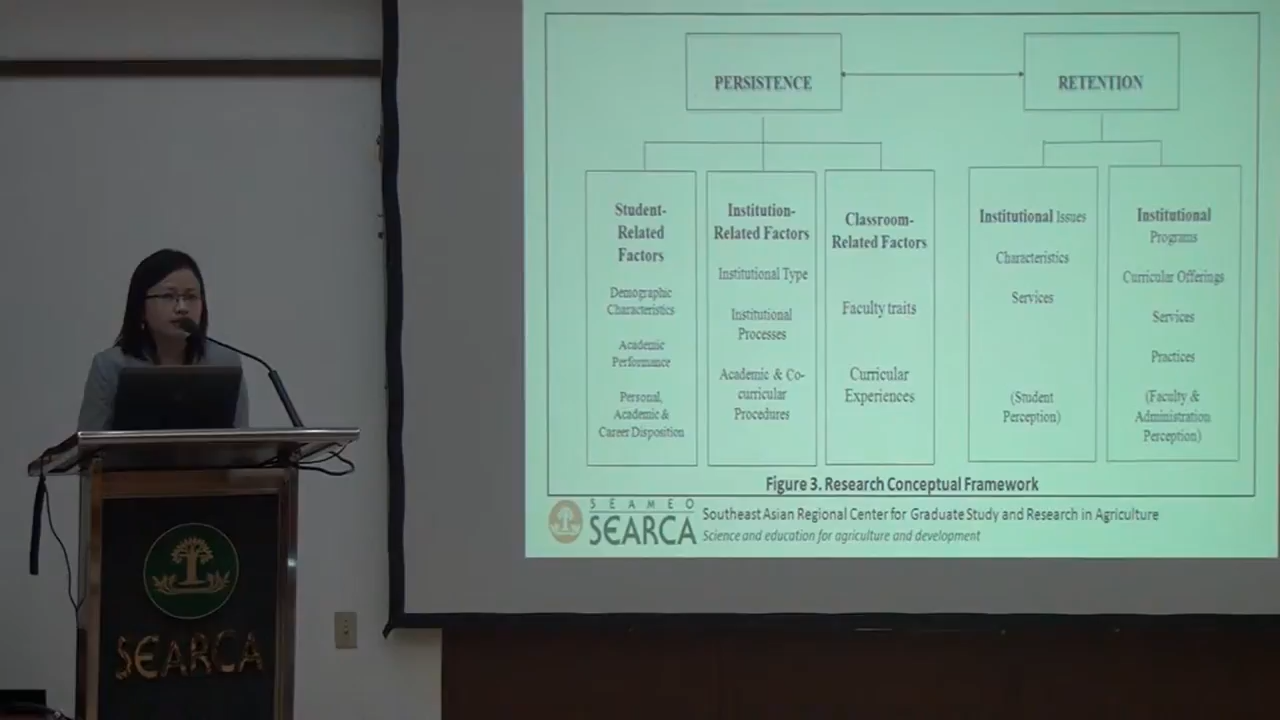 PERSISTENCE
RETENTION
Student-
Related
Factors
Demographic
Characteristics
Academic
Performance
Personal,
Academic &
Career Disposition
Institution-
Related Factors
Institutional Type
Institutional
Processes
Academic & Co-
curricular
Procedures
Classroom-
Related Factors
Faculty traits
Curricular
Experiences
Institutional Issues
Characteristics
Services
(Student
Perception)
Institutional
Programs
Curricular Offerings
Services
Practices
(Faculty &
Administration
Perception)
Figure 3. Research Conceptual Framework
SEAMEO
SEARCA
Southeast Asian Regional Center for Graduate Study and Research in Agriculture
Science and education for agriculture and development
SEARCA